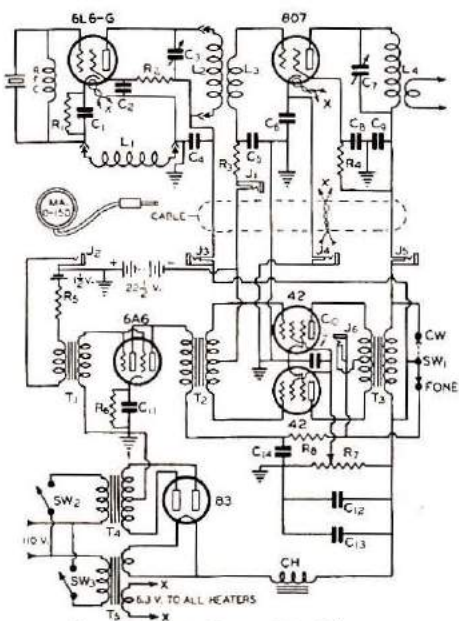 6L6-G
807
RFC
C3
L2
L3
C7
L4
R2
X
X
C2
R1
C1
L1
C4
C5
C6
C8
C9
R3
R4
J1
MA.
0-150
CABLE
X
J2
J3
J4
J5
+
-
1½ V.
22½ V.
R5
6A6
42
C10
J6
CW
SW1
FONE
T1
T2
T3
R6
C11
42
R8
R7
C14
SW2
83
C12
T4
110 V.
C13
SW3
X
CH
6.3 V. TO ALL HEATERS
T5
X